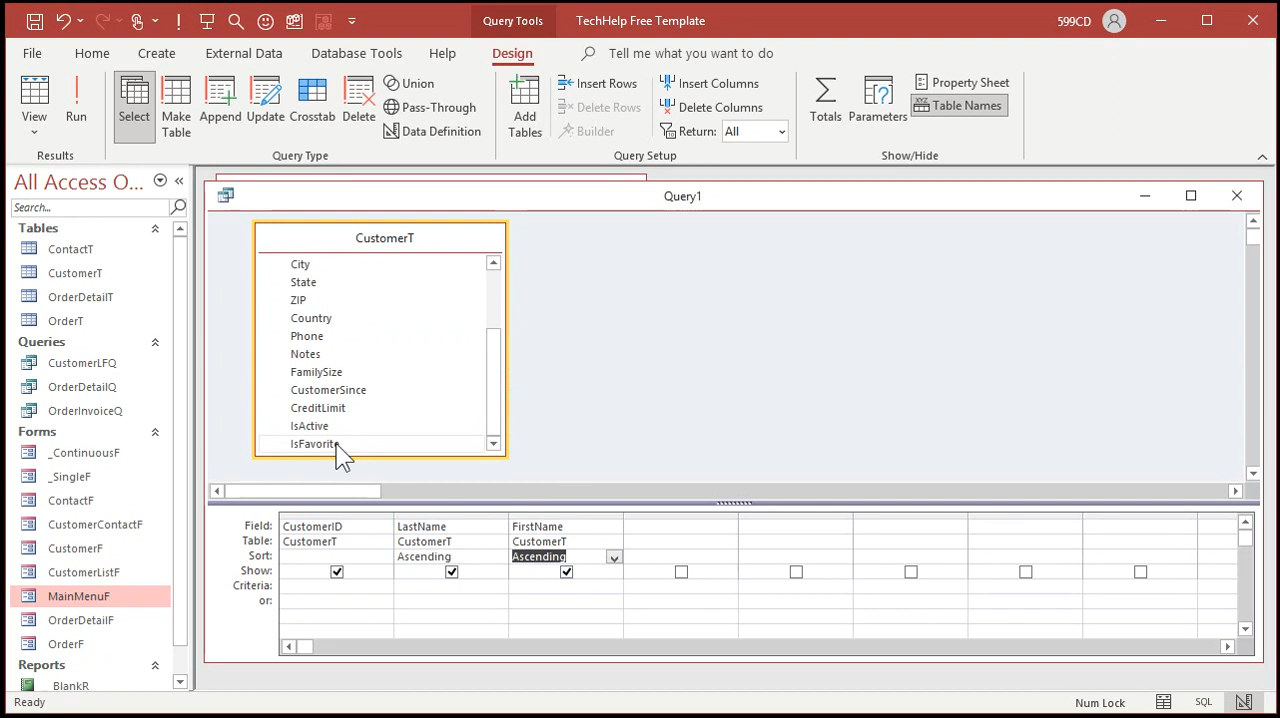 Query Tools
TechHelp Free Template
599CD
File
Home
Create
External Data
Database Tools
Help
Design
Tell me what you want to do
View
Run
Results
Select
Make Table
Append
Update
Crosstab
Delete
Union
Pass-Through
Data Definition
Query Type
Add Tables
Insert Rows
Delete Rows
Builder
Insert Columns
Delete Columns
Return: All
Query Setup
Totals
Parameters
Property Sheet
XYZ Table Names
Show/Hide
All Access O...
Search...
Tables
ContactT
CustomerT
OrderDetailT
OrderT
Queries
CustomerLFQ
OrderDetailQ
OrderInvoiceQ
Forms
_ContinuousF
_SingleF
ContactF
CustomerContactF
CustomerF
CustomerListF
MainMenuF
OrderDetailF
OrderF
Reports
_BlankR
Query1
CustomerT
City
State
ZIP
Country
Phone
Notes
FamilySize
CustomerSince
CreditLimit
IsActive
IsFavorite
Field: CustomerID LastName FirstName
Table: CustomerT CustomerT CustomerT
Sort: Ascending Ascending
Show:
Criteria:
or:
Ready
Num Lock
SQL